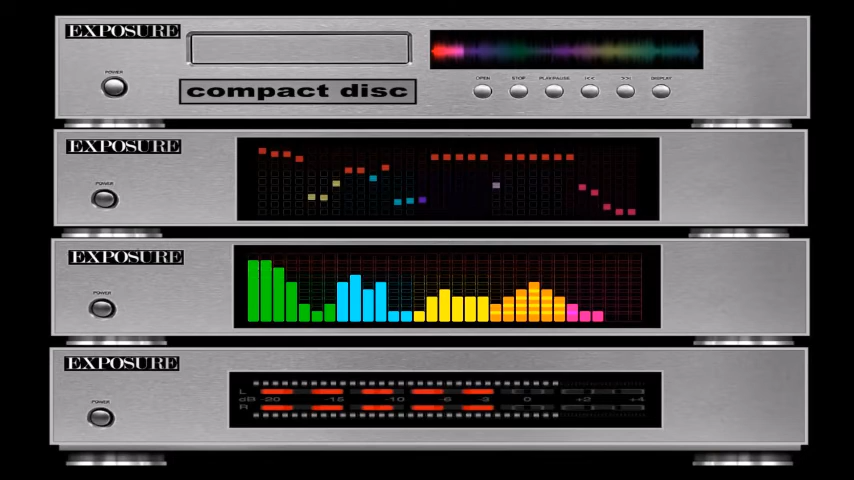 EXPOSURE
POWER
compact disc
OPEN STOP PLAY/PAUSE |<< >>| DISPLAY
EXPOSURE
POWER
EXPOSURE
POWER
EXPOSURE
POWER
L
dB -20 -15 -10 -6 -3 0 +2 +4
R